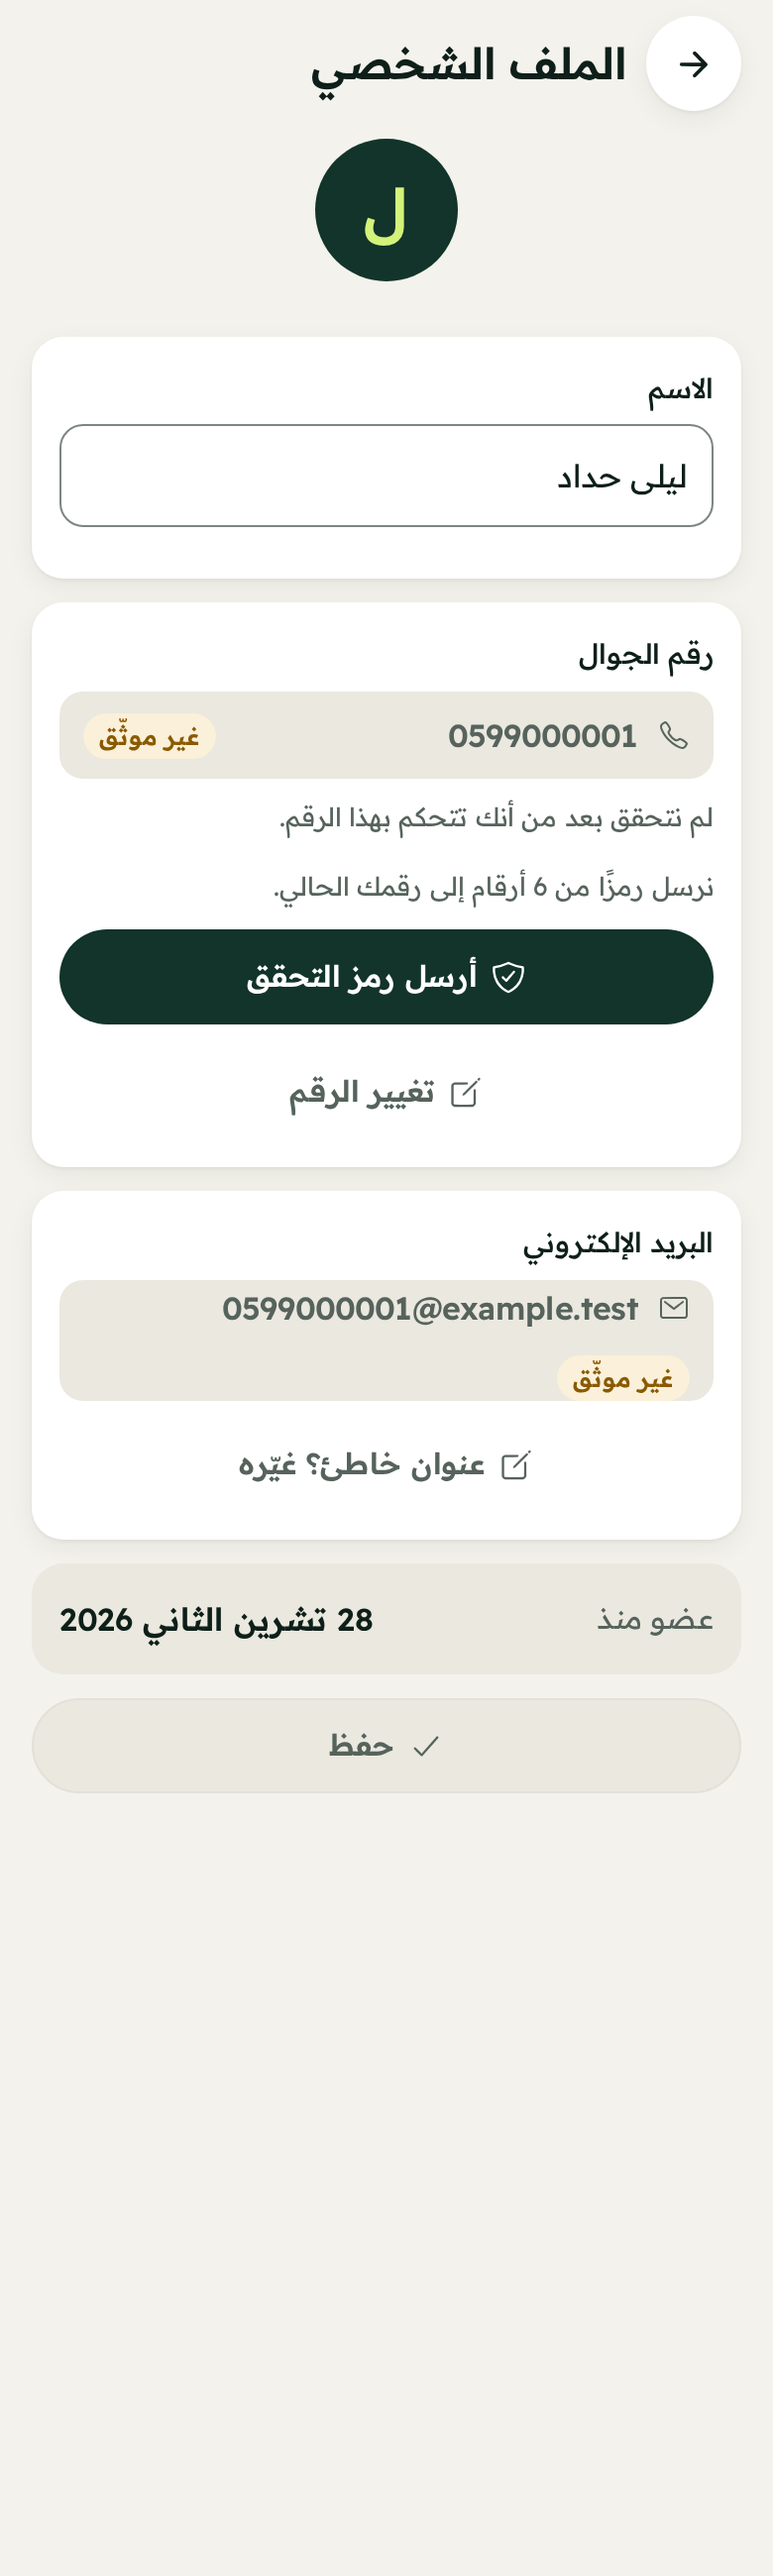 الملف الشخصي
ل
الاسم
ليلى حداد
رقم الجوال
0599000001
غير موثّق
لم نتحقق بعد من أنك تتحكم بهذا الرقم.
نرسل رمزًا من 6 أرقام إلى رقمك الحالي.
أرسل رمز التحقق
تغيير الرقم
البريد الإلكتروني
0599000001@example.test
غير موثّق
عنوان خاطئ؟ غيّره
عضو منذ
28 تشرين الثاني 2026
حفظ